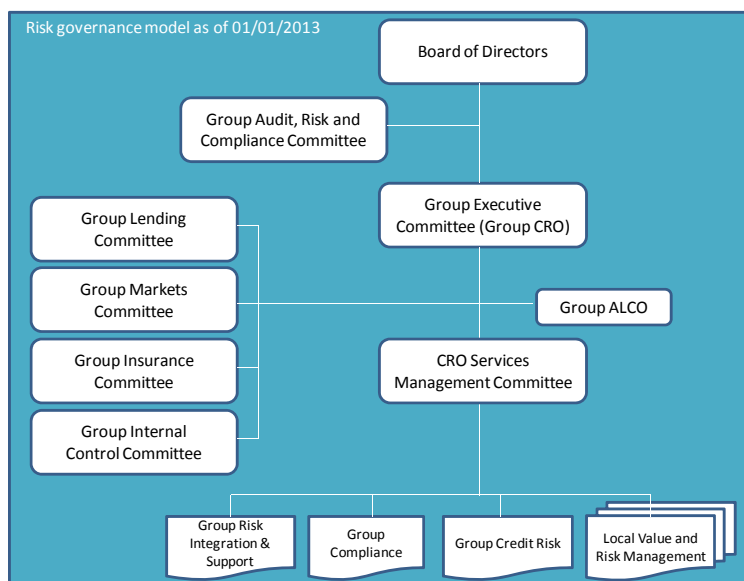 Risk governance model as of 01/01/2013
Board of Directors
Group Audit, Risk and
Compliance Committee
Group Executive
Committee (Group CRO)
Group Lending
Committee
Group Markets
Committee
Group ALCO
Group Insurance
Committee
CRO Services
Management Committee
Group Internal
Control Committee
Group Risk
Integration &
Support
Group
Compliance
Group Credit Risk
Local Value and
Risk Management